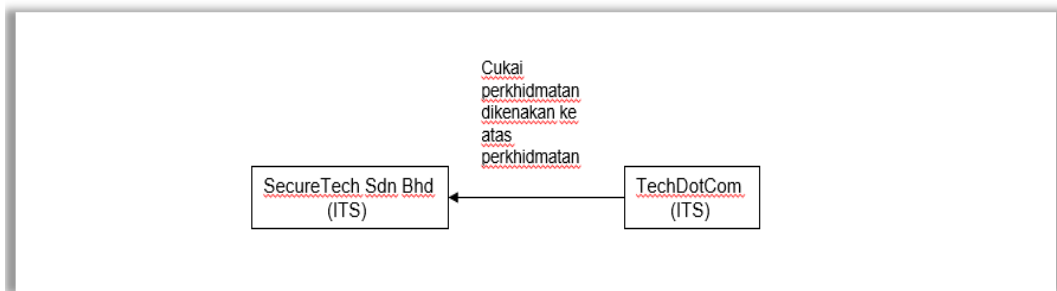 Cukai
perkhidmatan
dikenakan ke
atas
perkhidmatan
SecureTech Sdn Bhd
(ITS)
TechDotCom
(ITS)